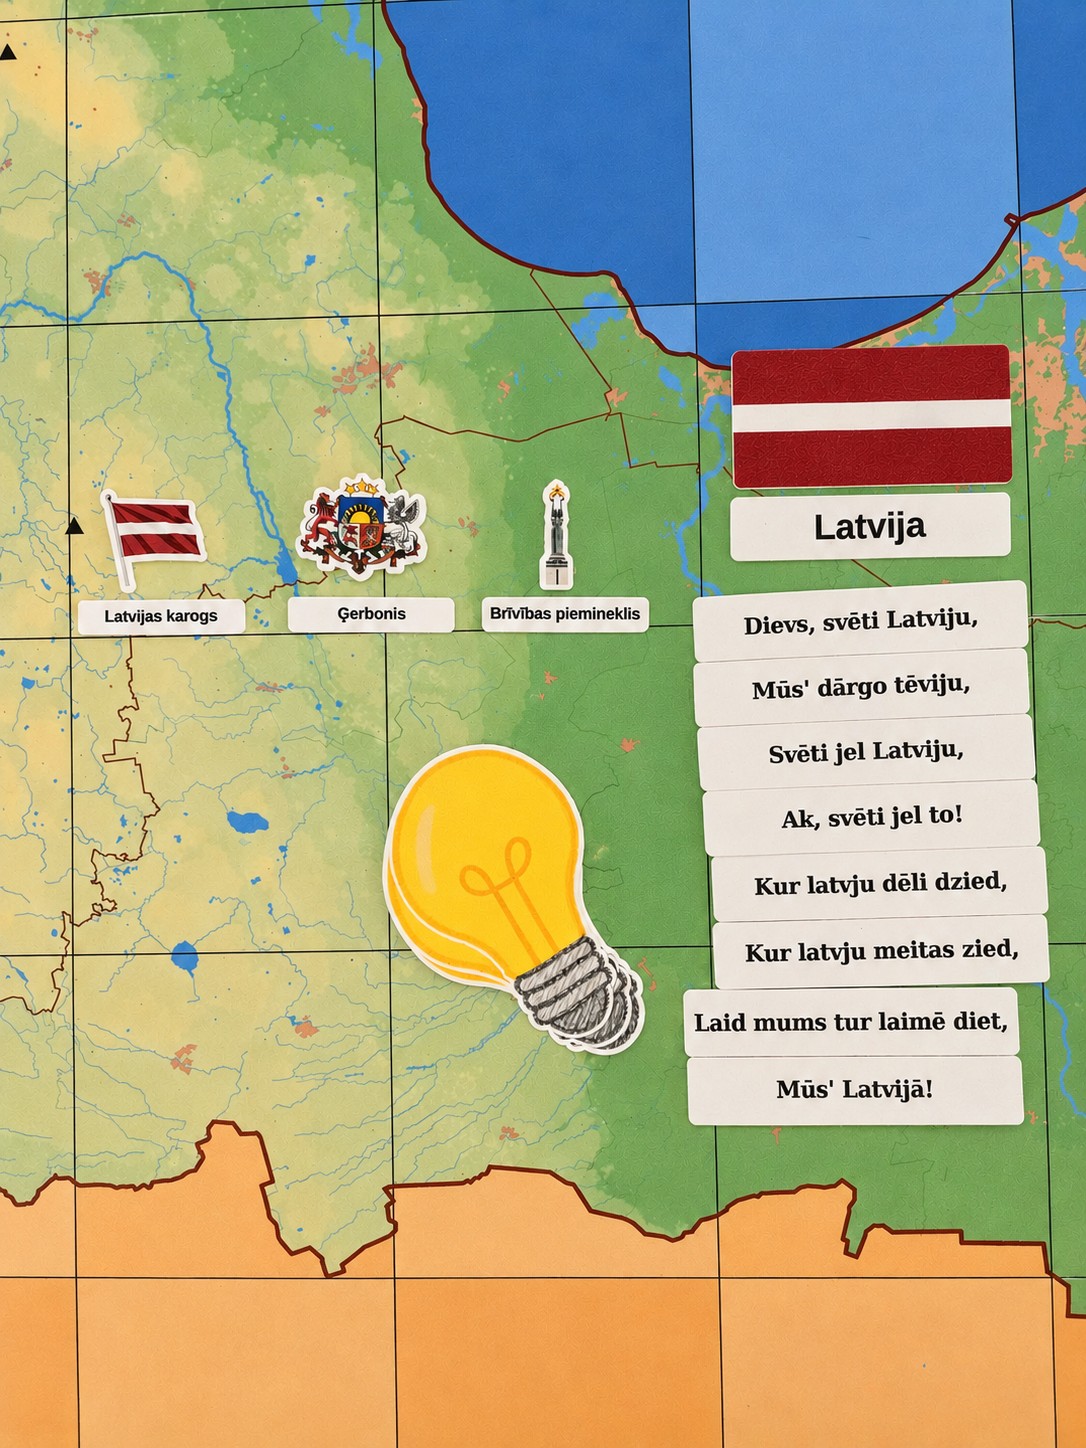 Latvija
Latvijas karogs
Ģerbonis
Brīvības piemineklis
Dievs, svēti Latviju,
Mūs' dārgo tēviju,
Svēti jel Latviju,
Ak, svēti jel to!
Kur latvju dēli dzied,
Kur latvju meitas zied,
Laid mums tur laimē diet,
Mūs' Latvijā!